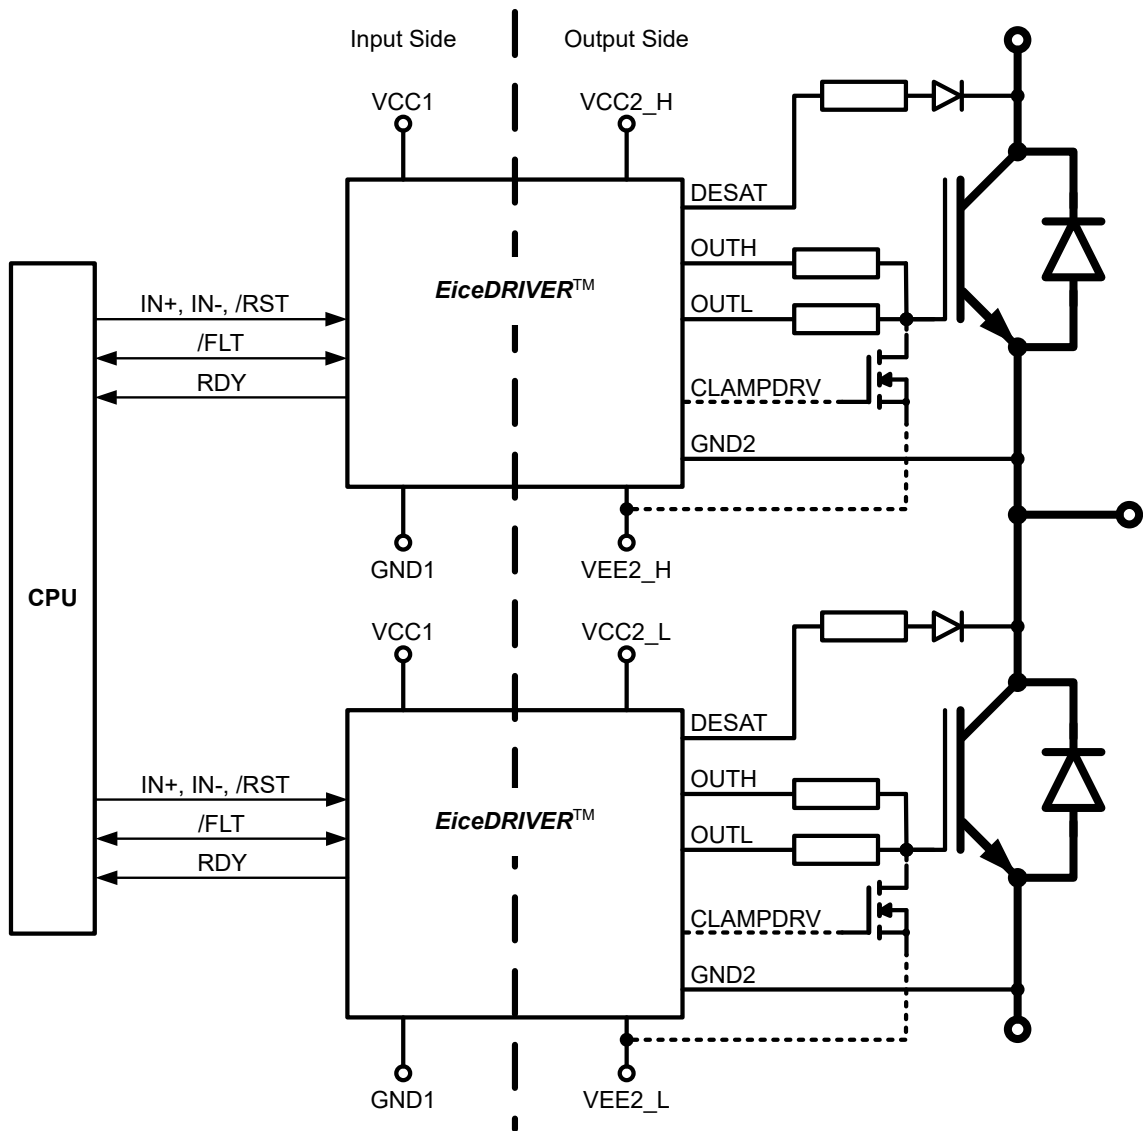 Input Side
Output Side
VCC1
VCC2_H
DESAT
OUTH
EiceDRIVER™
OUTL
IN+, IN-, /RST
/FLT
RDY
CLAMPDRV
GND2
GND1
VEE2_H
CPU
VCC1
VCC2_L
DESAT
OUTH
EiceDRIVER™
OUTL
IN+, IN-, /RST
/FLT
RDY
CLAMPDRV
GND2
GND1
VEE2_L